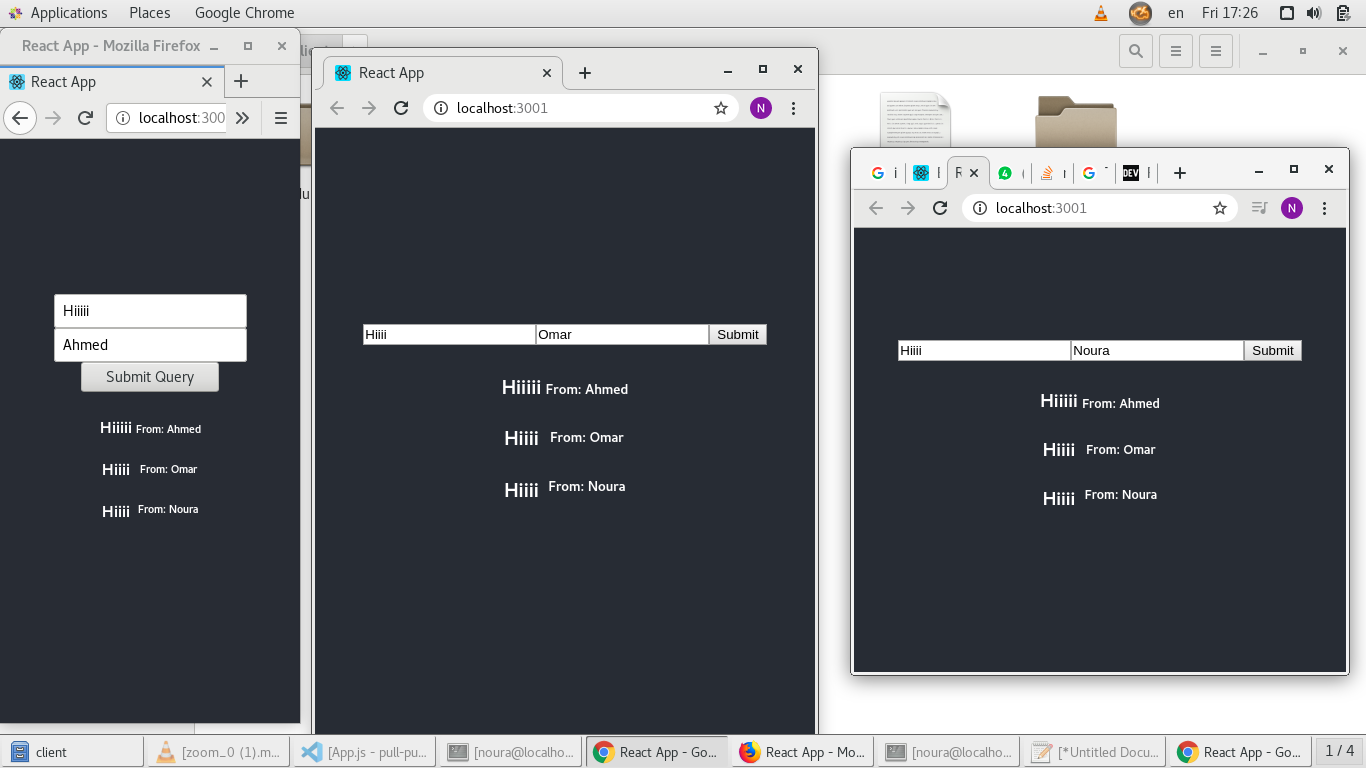 Applications Places Google Chrome en Fri 17:26
React App - Mozilla Firefox
React App
localhost:300
Hiiiii
Ahmed
Submit Query
Hiiiii From: Ahmed
Hiiii From: Omar
Hiiii From: Noura
React App
localhost:3001
N
Hiiii Omar Submit
Hiiiii From: Ahmed
Hiiii From: Omar
Hiiii From: Noura
DEV
localhost:3001
N
Hiiii Noura Submit
Hiiiii From: Ahmed
Hiiii From: Omar
Hiiii From: Noura
client [zoom_0 (1).m... [App.js - pull-pu... [noura@localho... React App - Go... React App - Mo... [noura@localho... [*Untitled Docu... React App - Go... 1 / 4